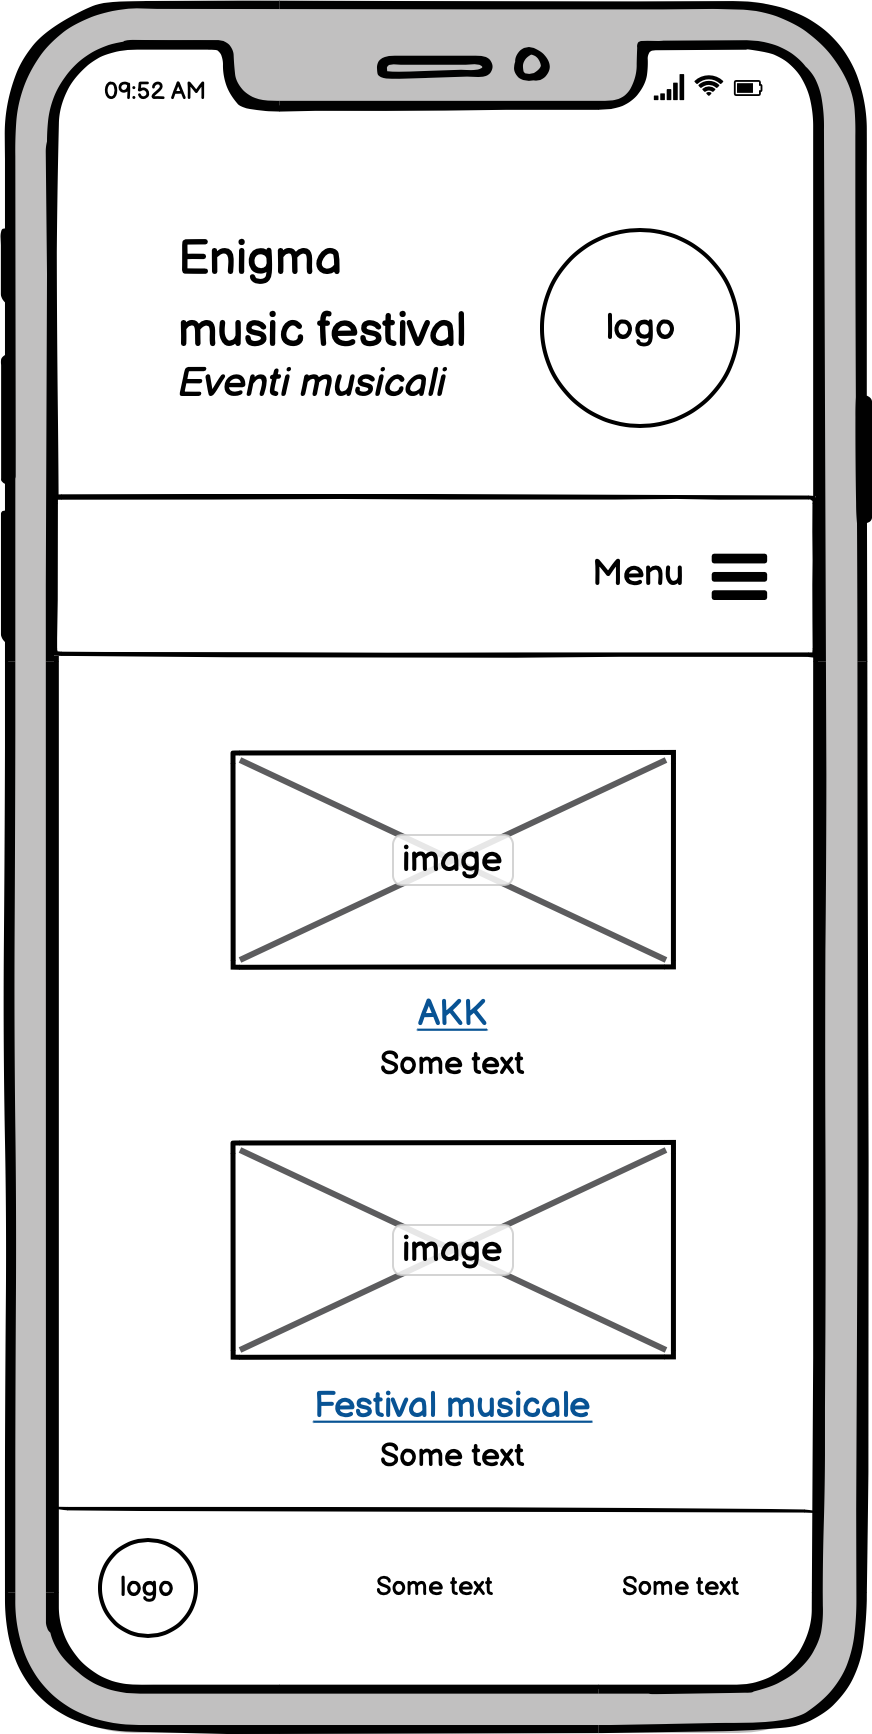 09:52 AM
Enigma
music festival
Eventi musicali
logo
Menu
image
AKK
Some text
image
Festival musicale
Some text
logo
Some text
Some text